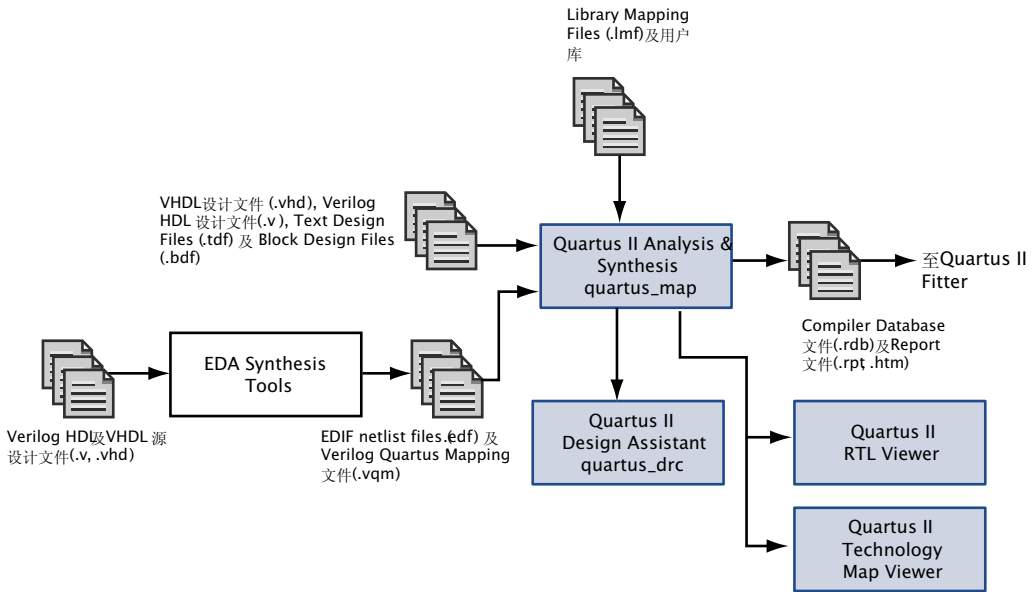 Library Mapping
Files (.lmf)及用户
库
VHDL设计文件 (.vhd), Verilog
HDL 设计文件(.v ), Text Design
Files (.tdf) 及 Block Design Files
(.bdf)
Quartus II Analysis &
Synthesis
quartus_map
至Quartus II
Fitter
Compiler Database
文件(.rdb)及Report
文件(.rpt, .htm)
EDA Synthesis
Tools
Verilog HDL及VHDL 源
设计文件(.v, .vhd)
EDIF netlist files (.edf) 及
Verilog Quartus Mapping
文件(.vqm)
Quartus II
Design Assistant
quartus_drc
Quartus II
RTL Viewer
Quartus II
Technology
Map Viewer